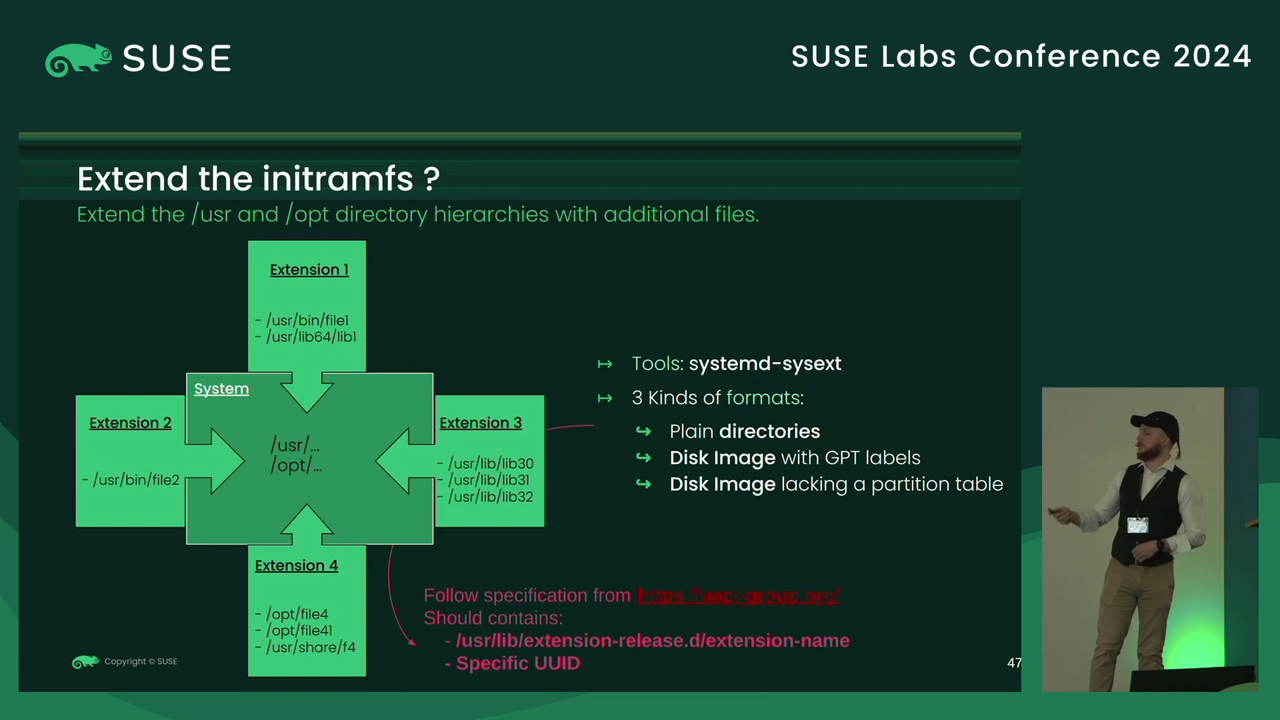 SUSE
SUSE Labs Conference 2024
Extend the initramfs ?
Extend the /usr and /opt directory hierarchies with additional files.
Extension 1
- /usr/bin/file1
- /usr/lib64/lib1
System
/usr/...
/opt/...
Extension 2
- /usr/bin/file2
Extension 3
- /usr/lib/lib30
- /usr/lib/lib31
- /usr/lib/lib32
Extension 4
- /opt/file4
- /opt/file41
- /usr/share/f4
↦ Tools: systemd-sysext
↦ 3 Kinds of formats:
↪ Plain directories
↪ Disk Image with GPT labels
↪ Disk Image lacking a partition table
Follow specification from https://uapi-group.org/
Should contains:
- /usr/lib/extension-release.d/extension-name
- Specific UUID
Copyright © SUSE
47